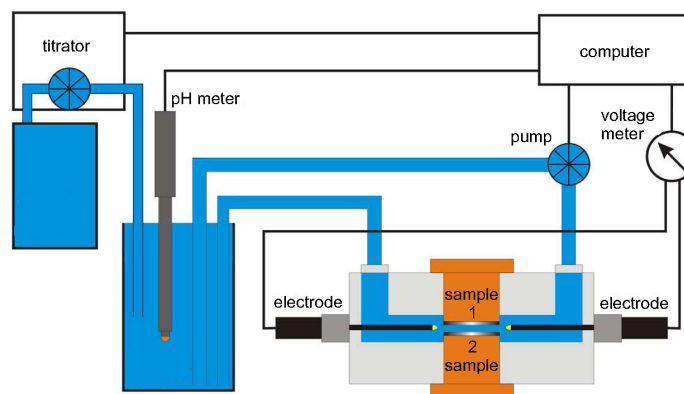 titrator
computer
pH meter
voltage
meter
pump
electrode
sample
1
electrode
2
sample